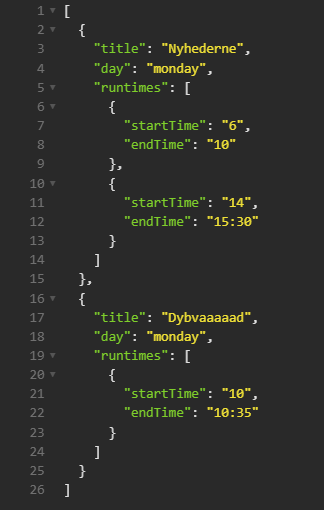 1 [
2   {
3     "title": "Nyhederne",
4     "day": "monday",
5     "runtimes": [
6       {
7         "startTime": "6",
8         "endTime": "10"
9       },
10       {
11         "startTime": "14",
12         "endTime": "15:30"
13       }
14     ]
15   },
16   {
17     "title": "Dybvaaaaad",
18     "day": "monday",
19     "runtimes": [
20       {
21         "startTime": "10",
22         "endTime": "10:35"
23       }
24     ]
25   }
26 ]